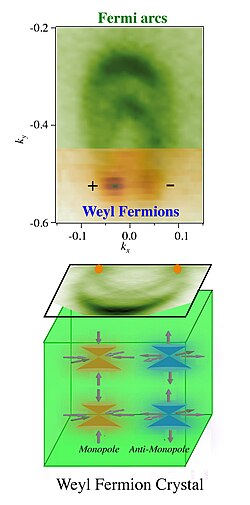 Fermi arcs
-0.2
-0.4
-0.6
k_y
+ -
Weyl Fermions
-0.1 0.0 0.1
k_x
Monopole Anti-Monopole
Weyl Fermion Crystal